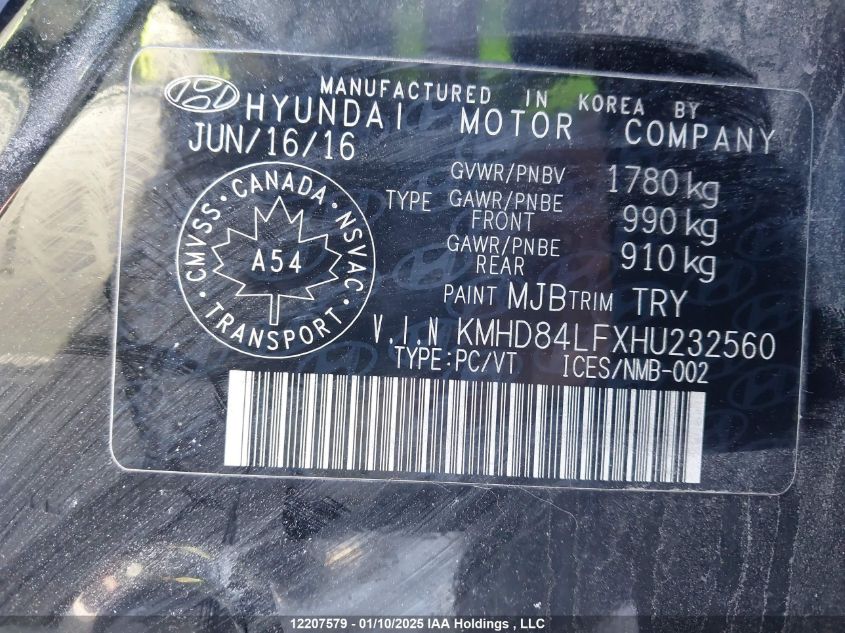 MANUFACTURED IN KOREA BY
HYUNDAI MOTOR COMPANY
JUN/16/16
CMVSS · CANADA · NSVAC
A54
TRANSPORT
TYPE
GVWR/PNBV 1780 kg
GAWR/PNBE FRONT 990 kg
GAWR/PNBE REAR 910 kg
PAINT MJB TRIM TRY
V.I.N KMHD84LFXHU232560
TYPE:PC/VT ICES/NMB-002
12207579 - 01/10/2025 IAA Holdings , LLC